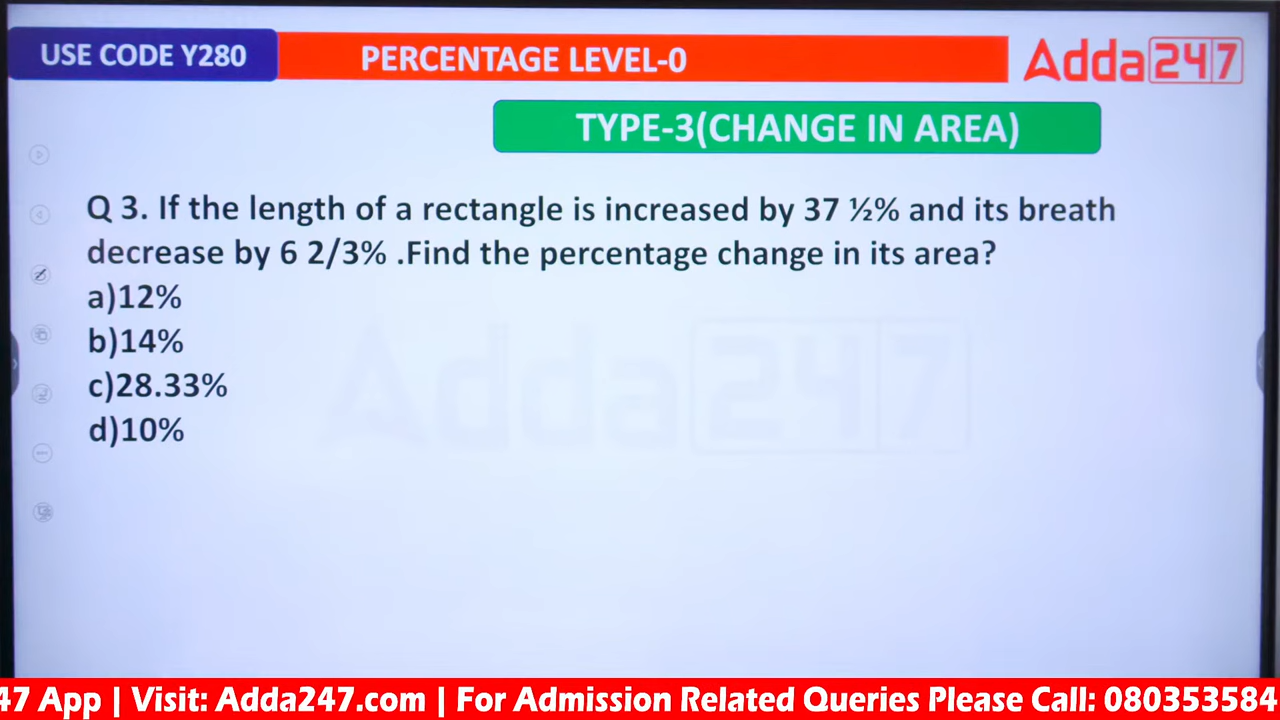 USE CODE Y280
PERCENTAGE LEVEL-0
Adda247
TYPE-3(CHANGE IN AREA)
Q 3. If the length of a rectangle is increased by 37 ½% and its breath
decrease by 6 2/3% .Find the percentage change in its area?
a)12%
b)14%
c)28.33%
d)10%
Adda247
47 App | Visit: Adda247.com | For Admission Related Queries Please Call: 080353584